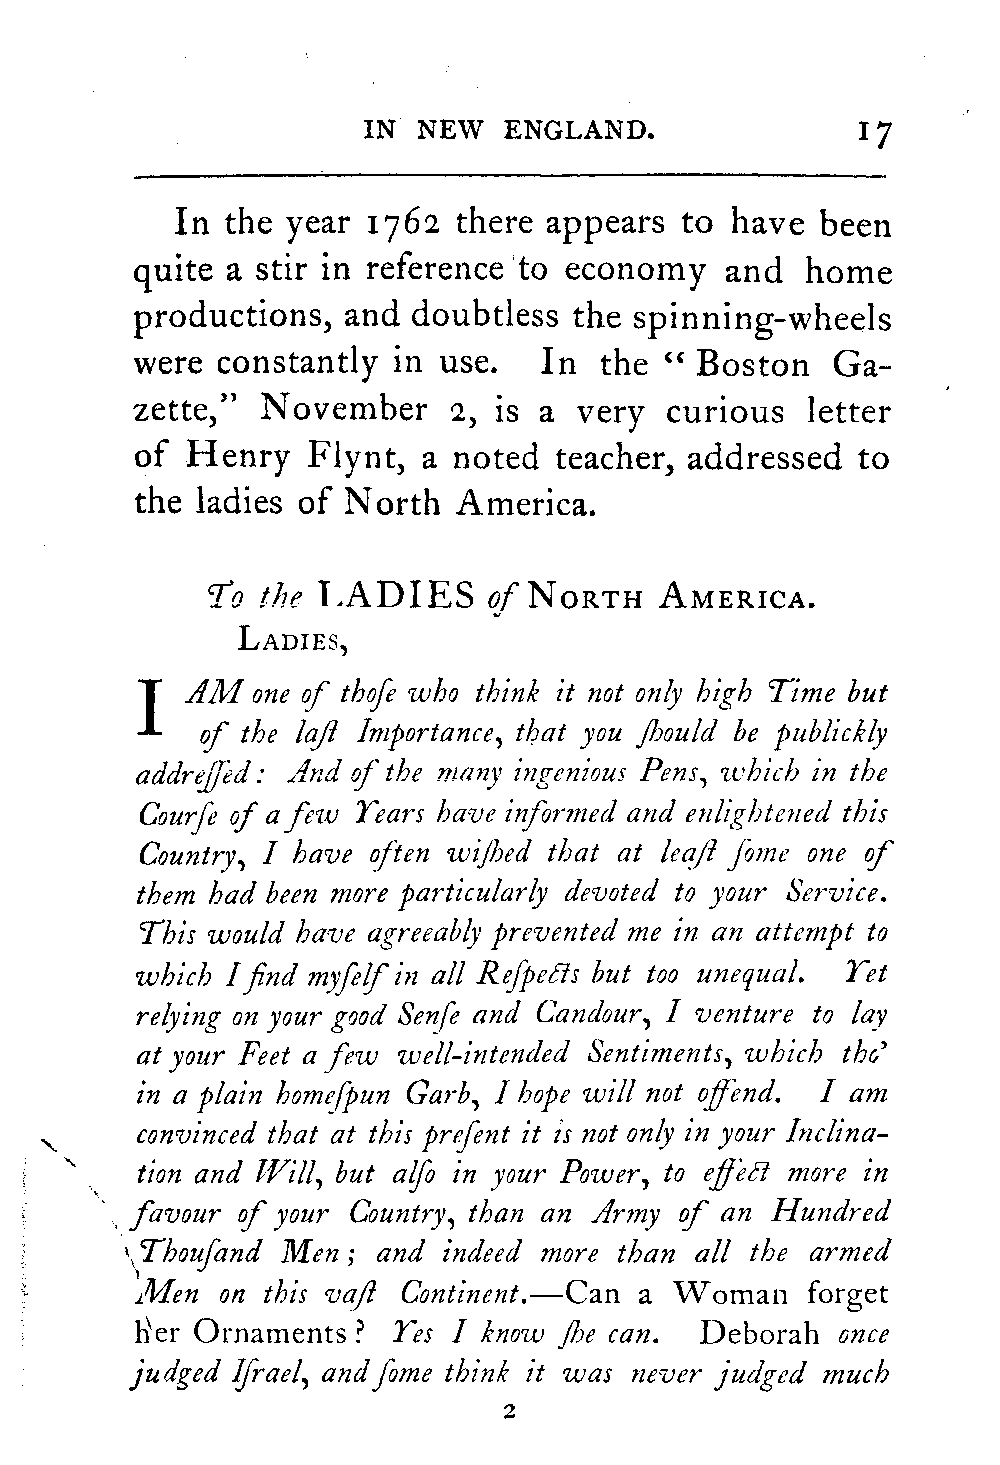 IN NEW ENGLAND. 17
In the year 1762 there appears to have been
quite a stir in reference to economy and home
productions, and doubtless the spinning-wheels
were constantly in use. In the “ Boston Ga-
zette,” November 2, is a very curious letter
of Henry Flynt, a noted teacher, addressed to
the ladies of North America.
To the LADIES of NORTH AMERICA.
LADIES,
I AM one of thoſe who think it not only high Time but
of the laſt Importance, that you ſhould be publickly
addreſſed : And of the many ingenious Pens, which in the
Courſe of a few Years have informed and enlightened this
Country, I have often wiſhed that at leaſt ſome one of
them had been more particularly devoted to your Service.
This would have agreeably prevented me in an attempt to
which I find myſelf in all Reſpects but too unequal. Yet
relying on your good Senſe and Candour, I venture to lay
at your Feet a few well-intended Sentiments, which tho’
in a plain homeſpun Garb, I hope will not offend. I am
convinced that at this preſent it is not only in your Inclina-
tion and Will, but alſo in your Power, to effect more in
favour of your Country, than an Army of an Hundred
Thouſand Men ; and indeed more than all the armed
Men on this vaſt Continent.—Can a Woman forget
her Ornaments ? Yes I know ſhe can. Deborah once
judged Iſrael, and ſome think it was never judged much
2